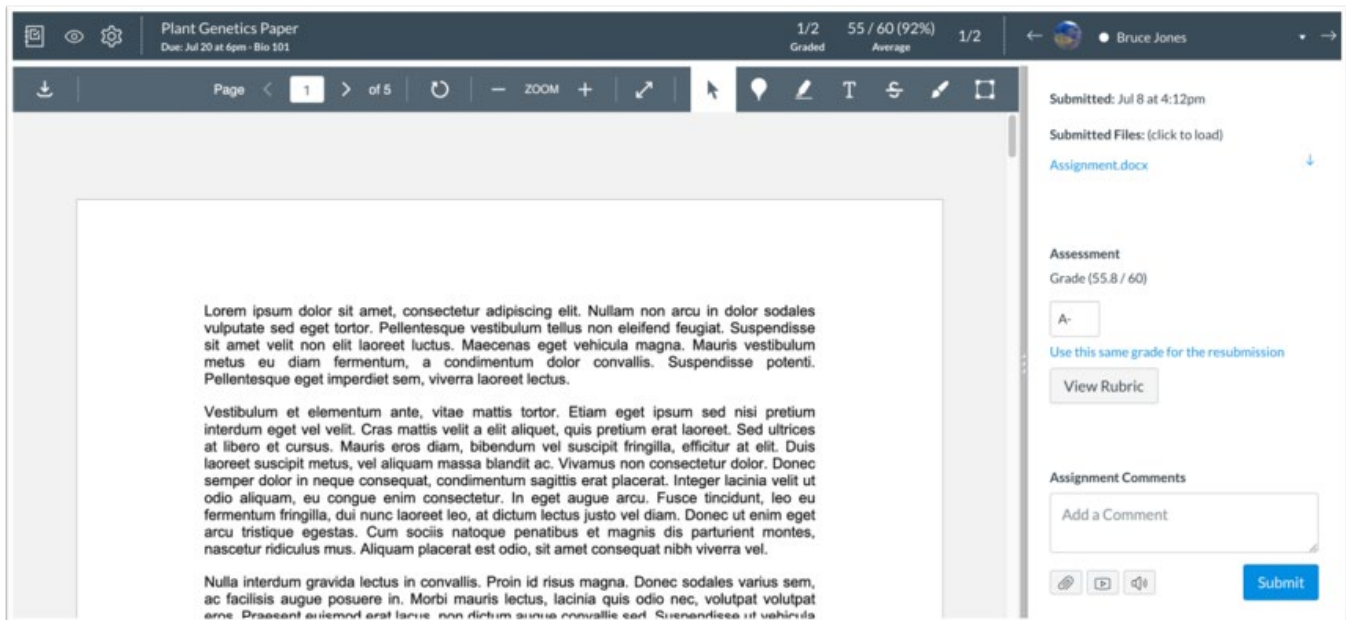 Plant Genetics Paper
Due: Jul 20 at 6pm - Bio 101
1/2
Graded
55 / 60 (92%)
Average
1/2
Bruce Jones
Page 1 of 5
ZOOM
T
S
Submitted: Jul 8 at 4:12pm
Submitted Files: (click to load)
Assignment.docx
Assessment
Grade (55.8 / 60)
A-
Use this same grade for the resubmission
View Rubric
Assignment Comments
Add a Comment
Submit
Lorem ipsum dolor sit amet, consectetur adipiscing elit. Nullam non arcu in dolor sodales
vulputate sed eget tortor. Pellentesque vestibulum tellus non eleifend feugiat. Suspendisse
sit amet velit non elit laoreet luctus. Maecenas eget vehicula magna. Mauris vestibulum
metus eu diam fermentum, a condimentum dolor convallis. Suspendisse potenti.
Pellentesque eget imperdiet sem, viverra laoreet lectus.
Vestibulum et elementum ante, vitae mattis tortor. Etiam eget ipsum sed nisi pretium
interdum eget vel velit. Cras mattis velit a elit aliquet, quis pretium erat laoreet. Sed ultrices
at libero et cursus. Mauris eros diam, bibendum vel suscipit fringilla, efficitur at elit. Duis
laoreet suscipit metus, vel aliquam massa blandit ac. Vivamus non consectetur dolor. Donec
semper dolor in neque consequat, condimentum sagittis erat placerat. Integer lacinia velit ut
odio aliquam, eu congue enim consectetur. In eget augue arcu. Fusce tincidunt, leo eu
fermentum fringilla, dui nunc laoreet leo, at dictum lectus justo vel diam. Donec ut enim eget
arcu tristique egestas. Cum sociis natoque penatibus et magnis dis parturient montes,
nascetur ridiculus mus. Aliquam placerat est odio, sit amet consequat nibh viverra vel.
Nulla interdum gravida lectus in convallis. Proin id risus magna. Donec sodales varius sem,
ac facilisis augue posuere in. Morbi mauris lectus, lacinia quis odio nec, volutpat volutpat
eros. Praesent euismod erat lacus, non dictum augue convallis sed. Suspendisse ut vehicula